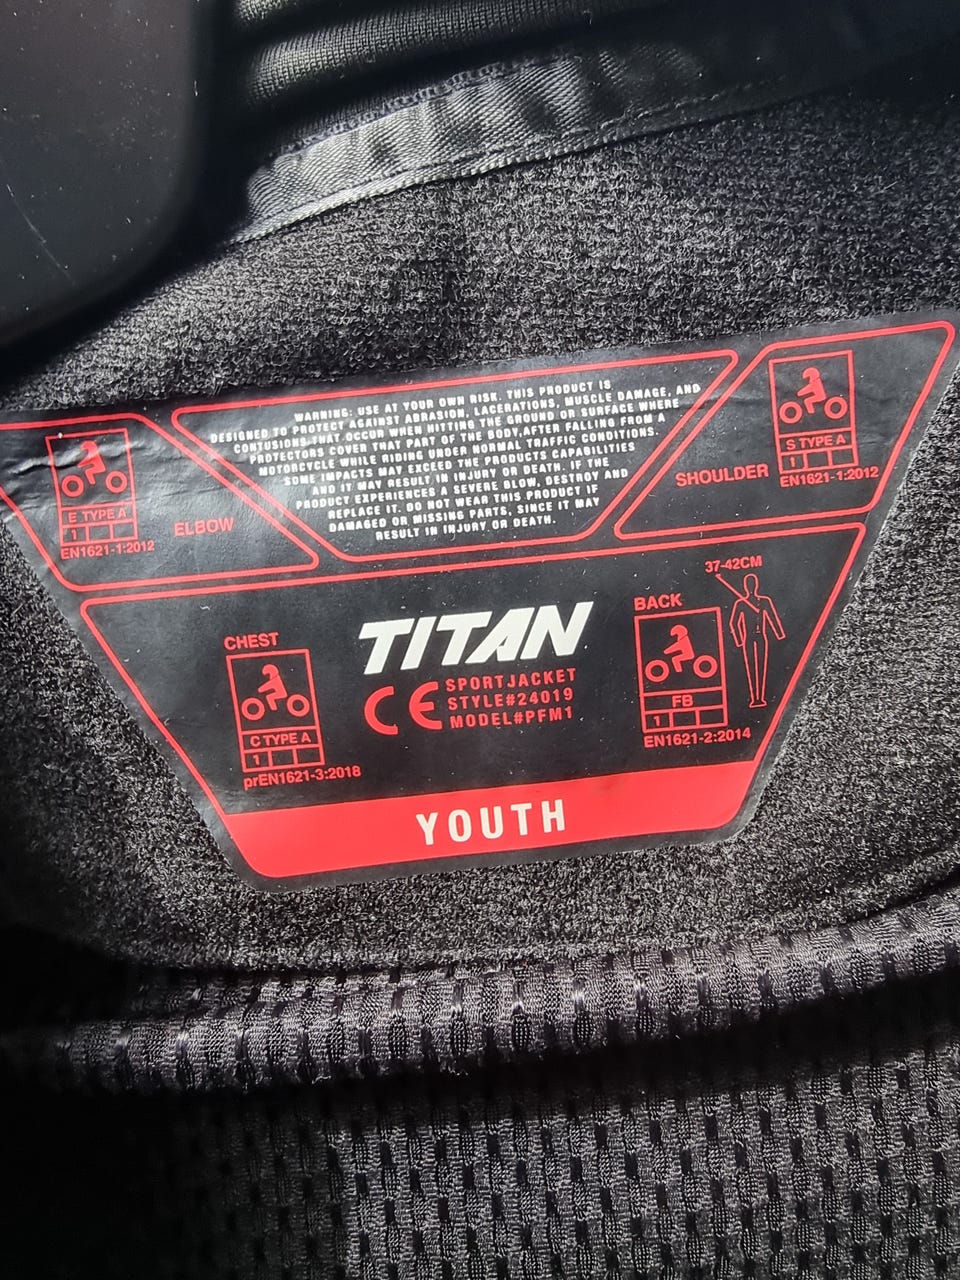 WARNING: USE AT YOUR OWN RISK. THIS PRODUCT IS
DESIGNED TO PROTECT AGAINST ABRASION, LACERATIONS, MUSCLE DAMAGE, AND
CONTUSIONS THAT OCCUR WHEN HITTING THE GROUND, OR SURFACE WHERE
PROTECTORS COVER THAT PART OF THE BODY, AFTER FALLING FROM A
MOTORCYCLE WHILE RIDING UNDER NORMAL TRAFFIC CONDITIONS.
SOME IMPACTS MAY EXCEED THE PRODUCTS CAPABILITIES
AND IT MAY RESULT IN INJURY OR DEATH. IF THE
PRODUCT EXPERIENCES A SEVERE BLOW, DESTROY AND
REPLACE IT. DO NOT WEAR THIS PRODUCT IF
DAMAGED OR MISSING PARTS, SINCE IT MAY
RESULT IN INJURY OR DEATH.
E TYPE A
1
EN1621-1:2012
ELBOW
SHOULDER
S TYPE A
1
EN1621-1:2012
CHEST
C TYPE A
1
prEN1621-3:2018
TITAN
CE
SPORTJACKET
STYLE#24019
MODEL#PFM1
BACK
37-42CM
FB
1
EN1621-2:2014
YOUTH